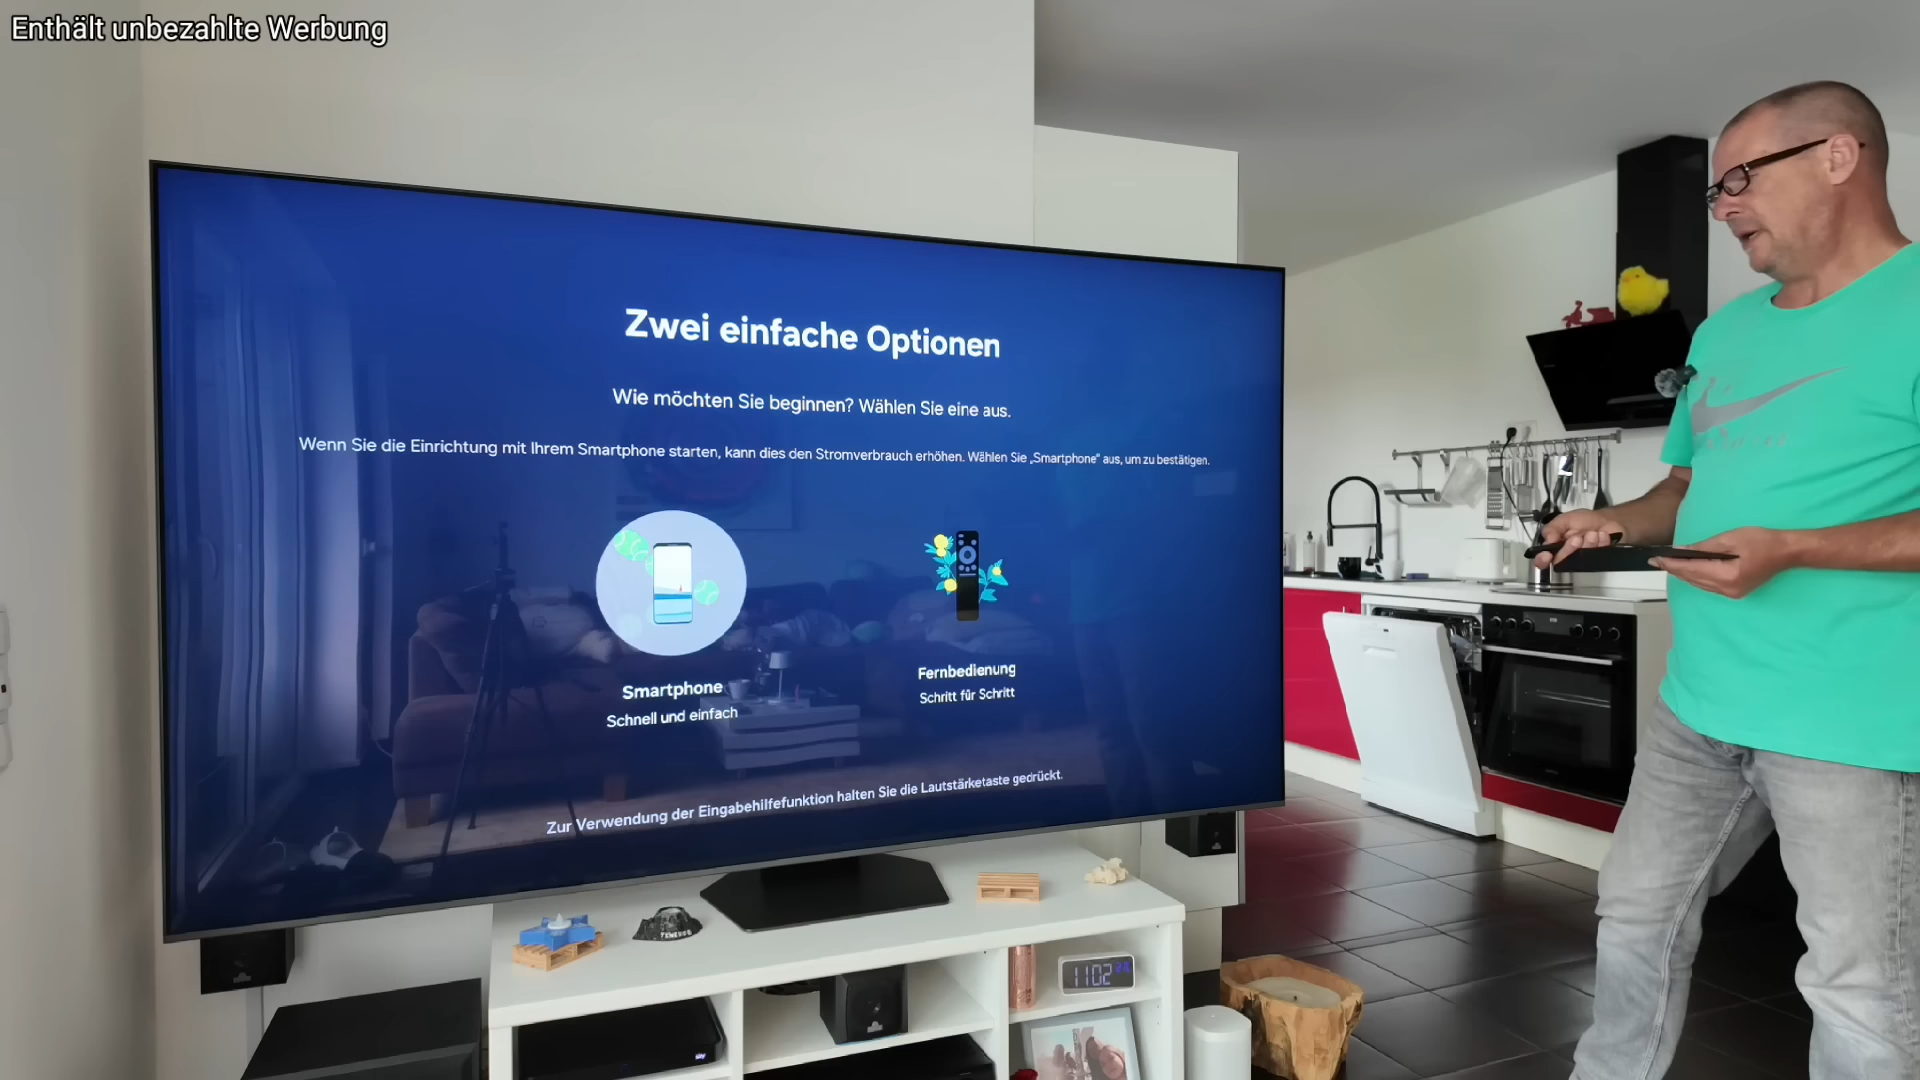 Enthält unbezahlte Werbung
Zwei einfache Optionen
Wie möchten Sie beginnen? Wählen Sie eine aus.
Wenn Sie die Einrichtung mit Ihrem Smartphone starten, kann dies den Stromverbrauch erhöhen. Wählen Sie „Smartphone" aus, um zu bestätigen.
Smartphone
Schnell und einfach
Fernbedienung
Schritt für Schritt
Zur Verwendung der Eingabehilfefunktion halten Sie die Lautstärketaste gedrückt.
1102
sky